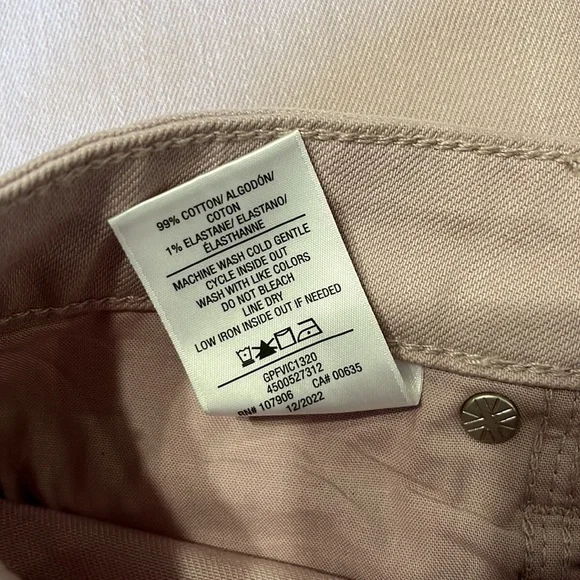 99% COTTON/ ALGODÓN/
COTON
1% ELASTANE/ ELASTANO/
ÉLASTHANNE
MACHINE WASH COLD GENTLE
CYCLE INSIDE OUT
WASH WITH LIKE COLORS
DO NOT BLEACH
LINE DRY
LOW IRON INSIDE OUT IF NEEDED
GPFVIC1320
4500527312
RN# 107906 CA# 00635
12/2022